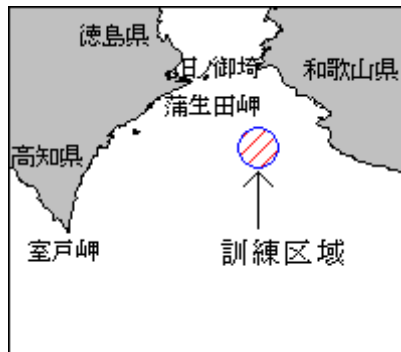 徳島県
日ノ御埼
和歌山県
蒲生田岬
高知県
室戸岬
訓練区域